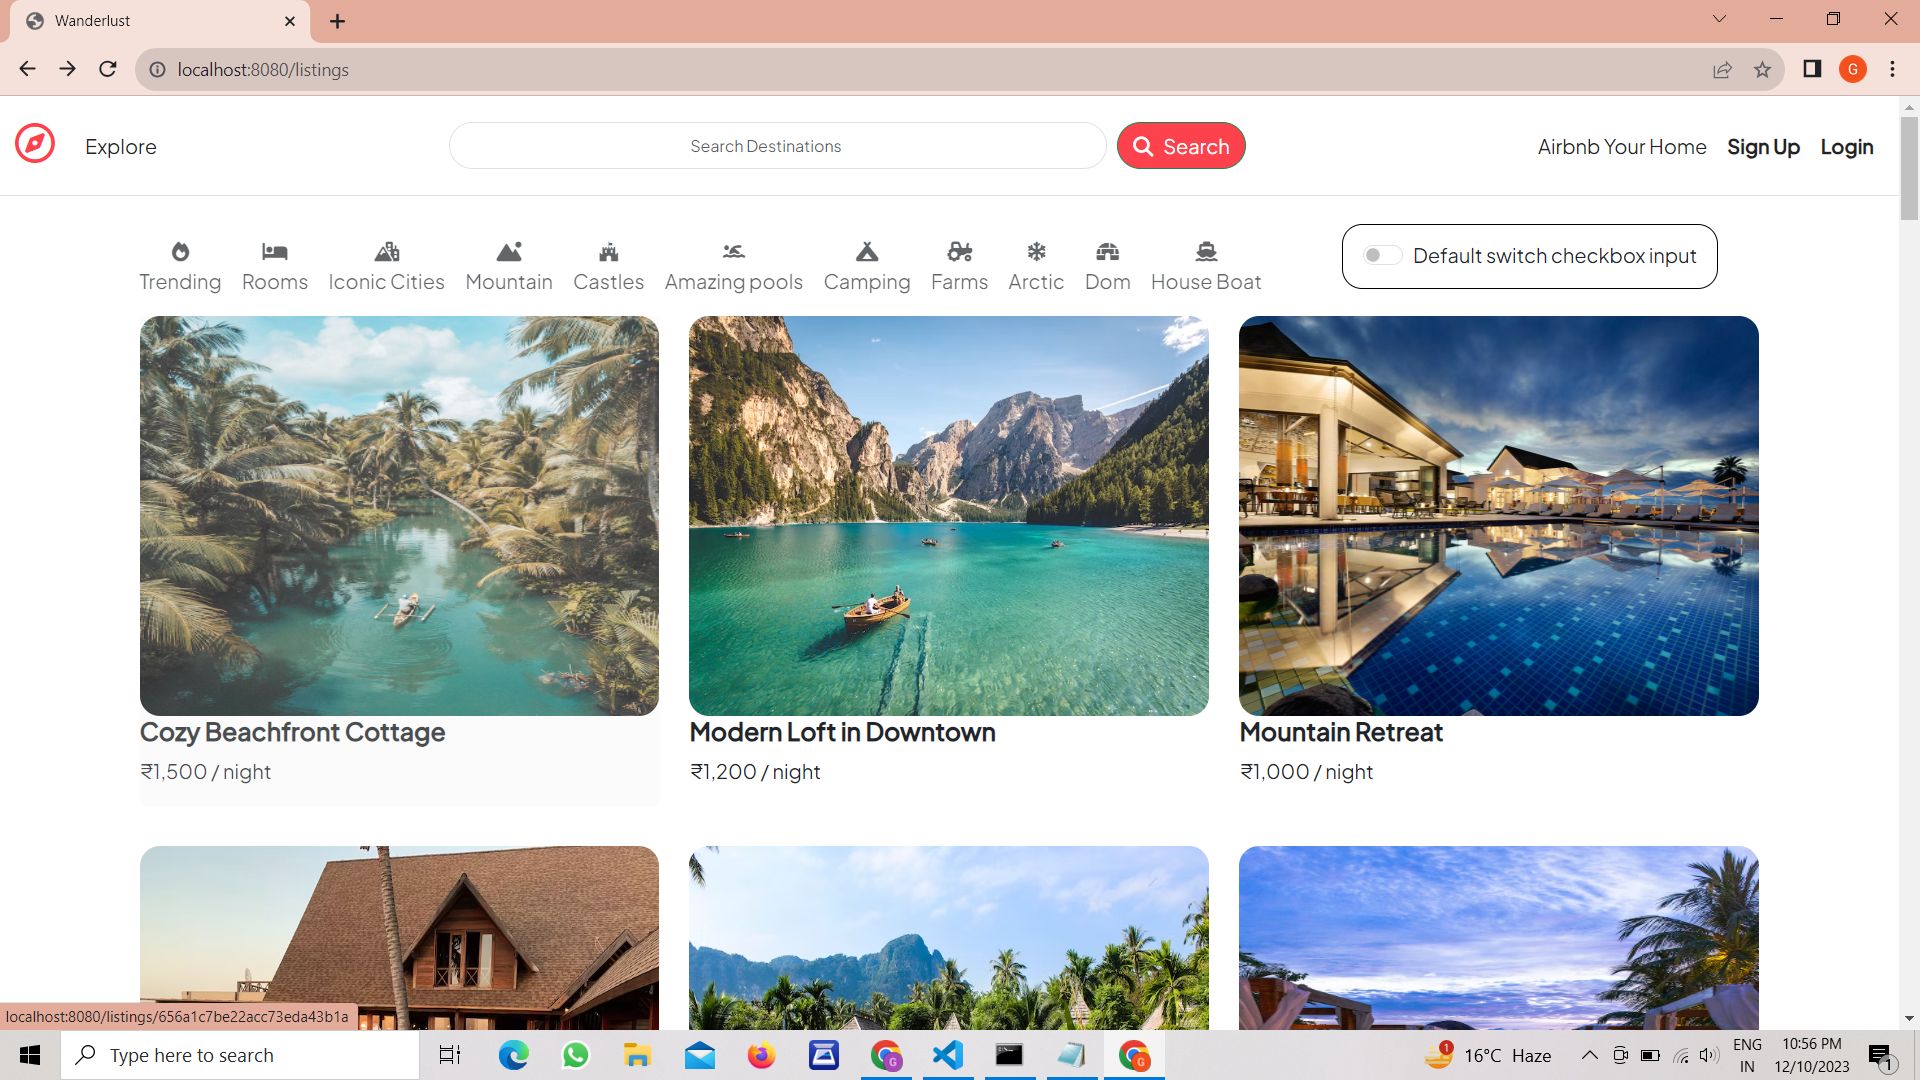 Wanderlust
localhost:8080/listings
G
Explore
Search Destinations
Search
Airbnb Your Home
Sign Up
Login
Trending
Rooms
Iconic Cities
Mountain
Castles
Amazing pools
Camping
Farms
Arctic
Dom
House Boat
Default switch checkbox input
Cozy Beachfront Cottage
₹1,500 / night
Modern Loft in Downtown
₹1,200 / night
Mountain Retreat
₹1,000 / night
localhost:8080/listings/656a1c7be22acc73eda43b1a
Type here to search
G
G
1
16°C Haze
ENG
IN
10:56 PM
12/10/2023
1